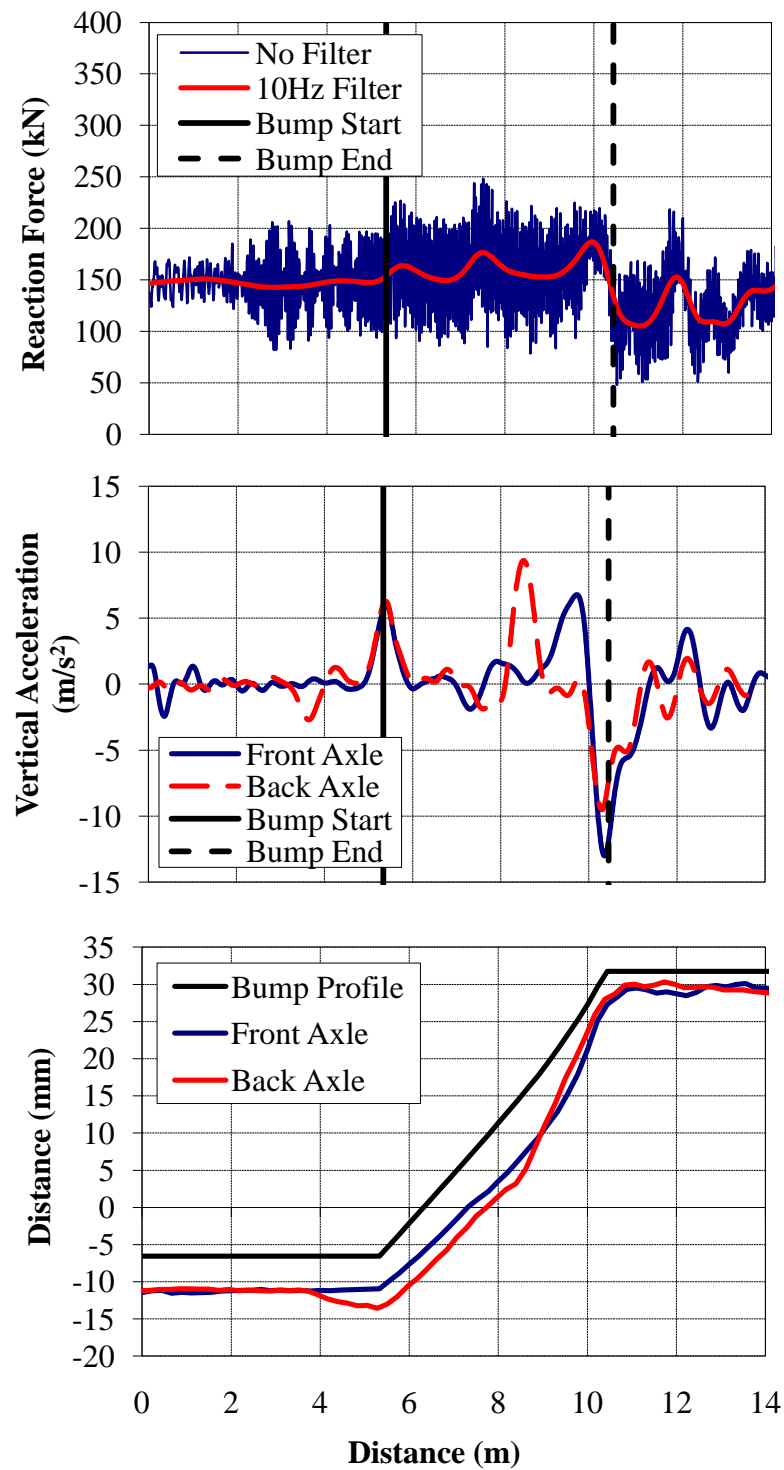 400
350
300
250
200
150
100
50
0
Reaction Force (kN)
No Filter
10Hz Filter
Bump Start
Bump End
15
10
5
0
-5
-10
-15
Vertical Acceleration
(m/s²)
Front Axle
Back Axle
Bump Start
Bump End
35
30
25
20
15
10
5
0
-5
-10
-15
-20
Distance (mm)
Bump Profile
Front Axle
Back Axle
0 2 4 6 8 10 12 14
Distance (m)